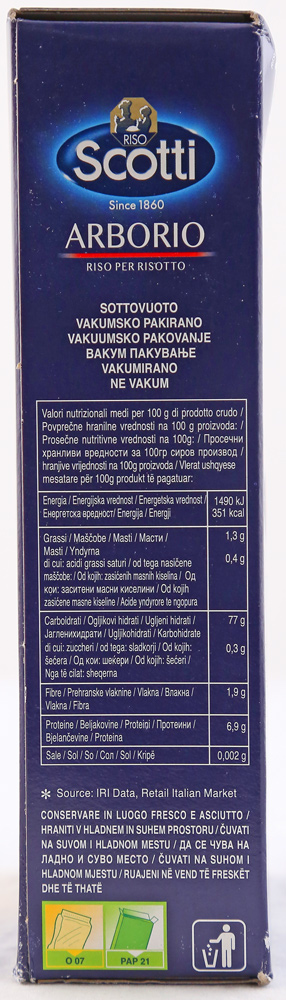 RISO
Scotti
Since 1860
ARBORIO
RISO PER RISOTTO
SOTTOVUOTO
VAKUMSKO PAKIRANO
VAKUUMSKO PAKOVANJE
ВАКУМ ПАКУВАЊЕ
VAKUMIRANO
NE VAKUM
Valori nutrizionali medi per 100 g di prodotto crudo /
Povprečne hranilne vrednosti na 100 g proizvoda: /
Prosečne nutritivne vrednosti na 100g: / Просечни
хранливи вредности за 100гр сиров производ /
hranjive vrijednosti na 100g proizvoda / Vlerat ushqyese
mesatare për 100g produkt të pagatuar:
Energia / Energijska vrednost / Energetska vrednost / 1490 kJ
Енергетска вредност / Energija / Energji 351 kcal
Grassi / Maščobe / Masti / Масти / 1,3 g
Masti / Yndyrna
di cui: acidi grassi saturi / od tega nasičene 0,4 g
maščobe: / Od kojih: zasićenih masnih kiselina / Од
кои: заситени масни киселини / Od kojih
zasićene masne kiseline / Acide yndyrore te ngopura
Carboidrati / Ogljikovi hidrati / Ugljeni hidrati / 77 g
Јагленихидрати / Ugljikohidrati / Karbohidrate
di cui: zuccheri / od tega: sladkorji / Od kojih: 0,3 g
šećera / Од кои: шеќери / Od kojih: šećeri /
Nga të cilat: sheqerna
Fibre / Prehranske vlaknine / Vlakna / Влакна / 1,9 g
Vlakna / Fibra
Proteine / Beljakovine / Proteini / Протеини / 6,9 g
Bjelančevine / Proteina
Sale / Sol / So / Сол / Sol / Kripë 0,002 g
* Source: IRI Data, Retail Italian Market
CONSERVARE IN LUOGO FRESCO E ASCIUTTO /
HRANITI V HLADNEM IN SUHEM PROSTORU / ČUVATI
NA SUVOM I HLADNOM MESTU / ДА СЕ ЧУВА НА
ЛАДНО И СУВО МЕСТО / ČUVATI NA SUHOM I
HLADNOM MJESTU / RUAJENI NË VEND TË FRESKËT
DHE TË THATË
O 07
PAP 21